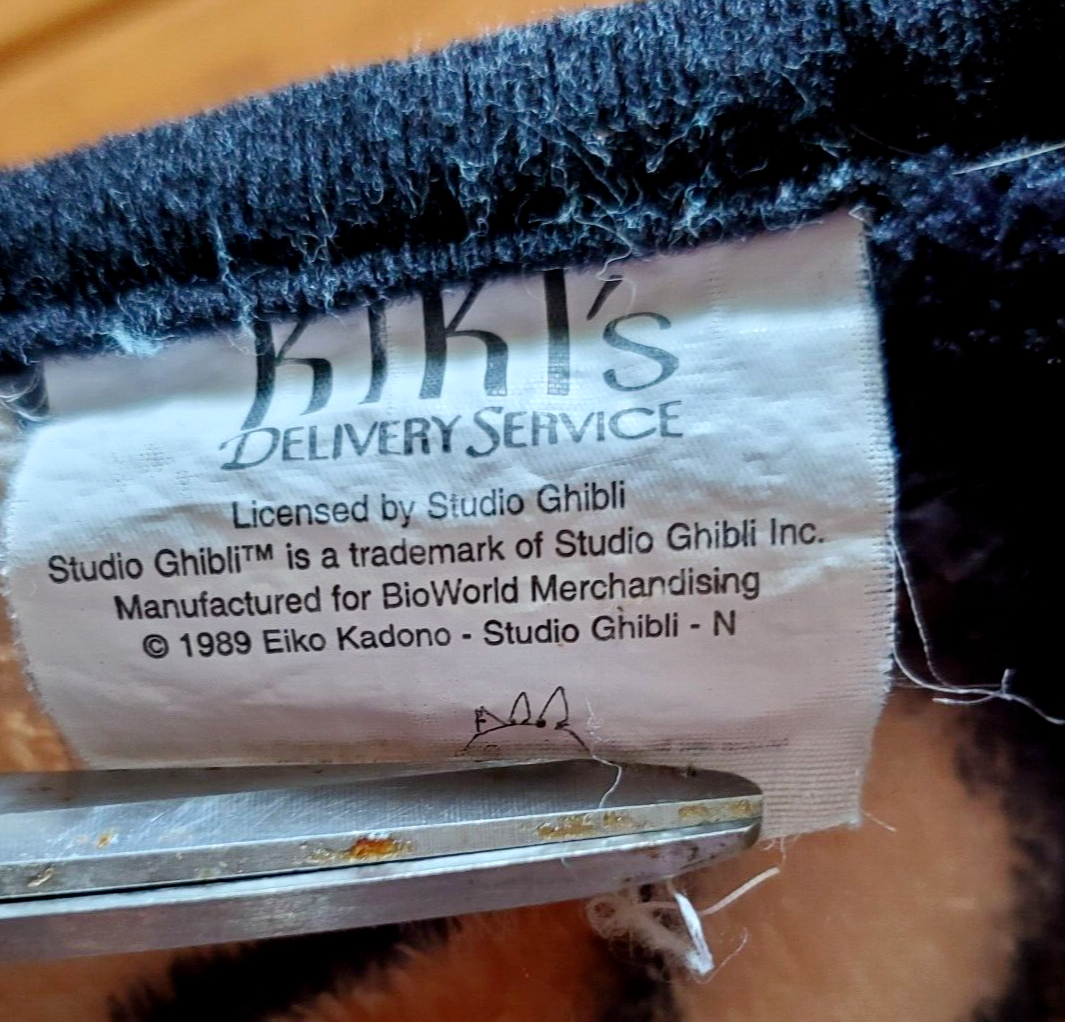 KIKI's
DELIVERY SERVICE
Licensed by Studio Ghibli
Studio Ghibli™ is a trademark of Studio Ghibli Inc.
Manufactured for BioWorld Merchandising
© 1989 Eiko Kadono - Studio Ghibli - N